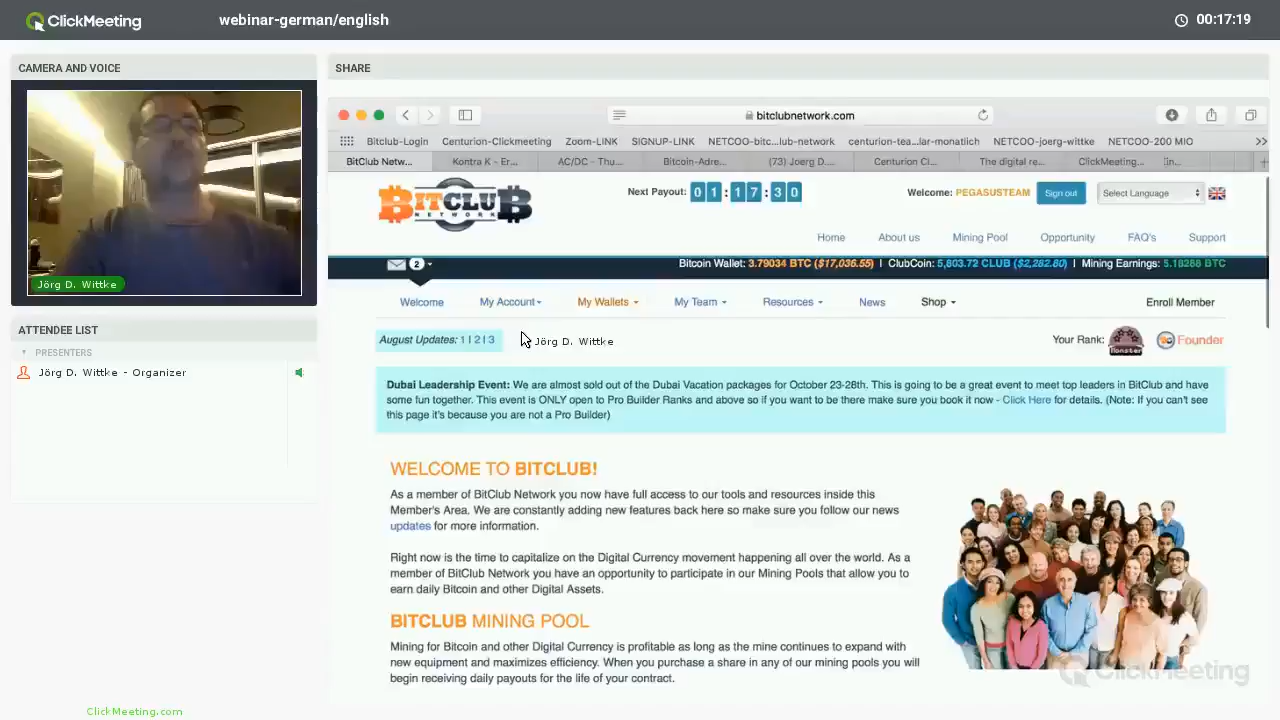 ClickMeeting
webinar-german/english
00:17:19
CAMERA AND VOICE
SHARE
Jörg D. Wittke
ATTENDEE LIST
PRESENTERS
Jörg D. Wittke - Organizer
ClickMeeting.com
bitclubnetwork.com
Bitclub-Login Centurion-Clickmeeting Zoom-LINK SIGNUP-LINK NETCOO-bitc...lub-network centurion-tea...lar-monatlich NETCOO-joerg-wittke NETCOO-200 MIO
BitClub Netw... Kontra K - Er... AC/DC - Thu... Bitcoin-Adre... (73) Joerg D.... Centurion Cl... The digital re... ClickMeeting...
BITCLUB
NETWORK
Next Payout: 01:17:30
Welcome: PEGASUSTEAM Sign out Select Language
Home About us Mining Pool Opportunity FAQ's Support
2
Bitcoin Wallet: 3.79034 BTC ($17,036.55) | ClubCoin: 5,803.72 CLUB ($2,282.80) | Mining Earnings: 5.19286 BTC
Welcome My Account My Wallets My Team Resources News Shop Enroll Member
August Updates: 1 | 2 | 3
Jörg D. Wittke
Your Rank: Monster Founder
Dubai Leadership Event: We are almost sold out of the Dubai Vacation packages for October 23-28th. This is going to be a great event to meet top leaders in BitClub and have
some fun together. This event is ONLY open to Pro Builder Ranks and above so if you want to be there make sure you book it now - Click Here for details. (Note: If you can't see
this page it's because you are not a Pro Builder)
WELCOME TO BITCLUB!
As a member of BitClub Network you now have full access to our tools and resources inside this
Member's Area. We are constantly adding new features back here so make sure you follow our news
updates for more information.
Right now is the time to capitalize on the Digital Currency movement happening all over the world. As a
member of BitClub Network you have an opportunity to participate in our Mining Pools that allow you to
earn daily Bitcoin and other Digital Assets.
BITCLUB MINING POOL
Mining for Bitcoin and other Digital Currency is profitable as long as the mine continues to expand with
new equipment and maximizes efficiency. When you purchase a share in any of our mining pools you will
begin receiving daily payouts for the life of your contract.
ClickMeeting